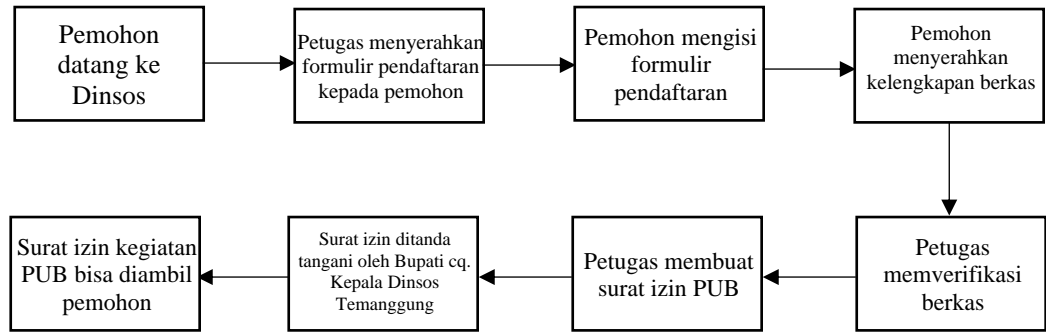 Pemohon
datang ke
Dinsos
Petugas menyerahkan
formulir pendaftaran
kepada pemohon
Pemohon mengisi
formulir
pendaftaran
Pemohon
menyerahkan
kelengkapan berkas
Petugas
memverifikasi
berkas
Petugas membuat
surat izin PUB
Surat izin ditanda
tangani oleh Bupati cq.
Kepala Dinsos
Temanggung
Surat izin kegiatan
PUB bisa diambil
pemohon